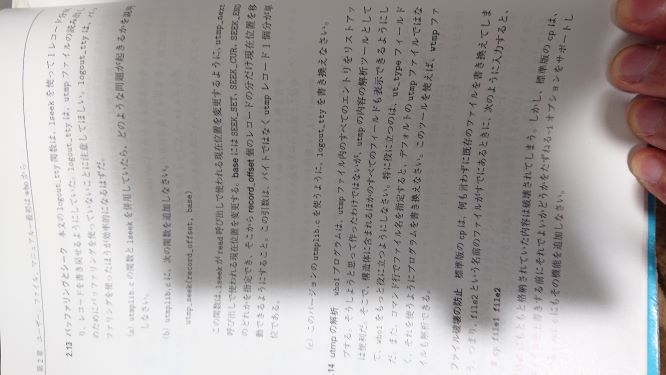 第2章 ユーザー、ファイル、マニュアル――最初は who から
2.13 バッファリングとシーク 本文の logout_tty 関数は、lseek を使って 1 レコード分
り、レコードを書き戻せるようにしていた。logout_tty は、utmp ファイルの読み出し
のためにバッファリングを使っていないことに注意してほしい。logout_tty は、バッ
ファリングを使ったほうが効率的になるはずだ。
(a) utmplib.c の関数と lseek を併用していたら、どのような問題が起きるかを説明
しなさい。
(b) utmplib.c に、次の関数を追加しなさい。
utmp_seek(record_offset, base)
この関数は、lseek が read 呼び出しで使われる現在位置を変更するように、utmp_next
呼び出しで使われる現在位置を変更する。base には SEEK_SET、SEEK_CUR、SEEK_END
のどれかを指定でき、そこから record_offset 個のレコードの分だけ現在位置を移
動できるようにすること。この引数は、バイトではなく utmp レコード 1 個分が単
位である。
(c) このバージョンの utmplib.c を使うように、logout_tty を書き換えなさい。
.14 utmp の解析 who1 プログラムは、utmp ファイル内のすべてのエントリをリストアッ
プする。そうしようと思って作ったわけではないが、utmp の内容の解析ツールとして
は便利だ。そこで、構造体に含まれるほかのすべてのフィールドも表示できるようにし
て、who1 をもっと役に立つようにしなさい。特に役に立つのは、ut_type フィールド
だ。また、コマンド行でファイル名を指定すると、デフォルトの utmp ファイルではな
く、それを使うようにプログラムを書き換えなさい。このツールを使えば、wtmp ファ
イルも解析できる。
ファイル破壊の防止 標準版の cp は、何も言わずに既存のファイルを書き換えてしま
う。つまり、file2 という名前のファイルがすでにあるときに、次のように入力すると、
$ cp file1 file2
にもともと格納されていた内容は破壊されてしまう。しかし、標準版の cp は、
を上書きする前にそれでよいかどうかをたずねる -i オプションをサポートし
にもその機能を追加しなさい。